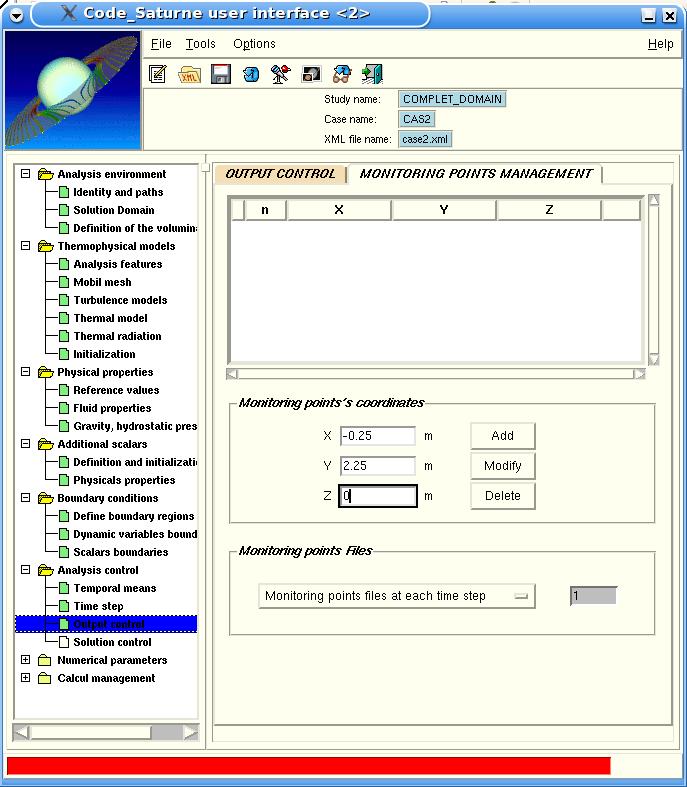 Code_Saturne user interface <2>
File Tools Options Help
XML
Study name: COMPLET_DOMAIN
Case name: CAS2
XML file name: case2.xml
Analysis environment
Identity and paths
Solution Domain
Definition of the volumin
Thermophysical models
Analysis features
Mobil mesh
Turbulence models
Thermal model
Thermal radiation
Initialization
Physical properties
Reference values
Fluid properties
Gravity, hydrostatic pres
Additional scalars
Definition and initializati
Physicals properties
Boundary conditions
Define boundary regions
Dynamic variables bound
Scalars boundaries
Analysis control
Temporal means
Time step
Output control
Solution control
Numerical parameters
Calcul management
OUTPUT CONTROL MONITORING POINTS MANAGEMENT
n X Y Z
Monitoring points's coordinates
X -0.25 m Add
Y 2.25 m Modify
Z 0 m Delete
Monitoring points Files
Monitoring points files at each time step 1